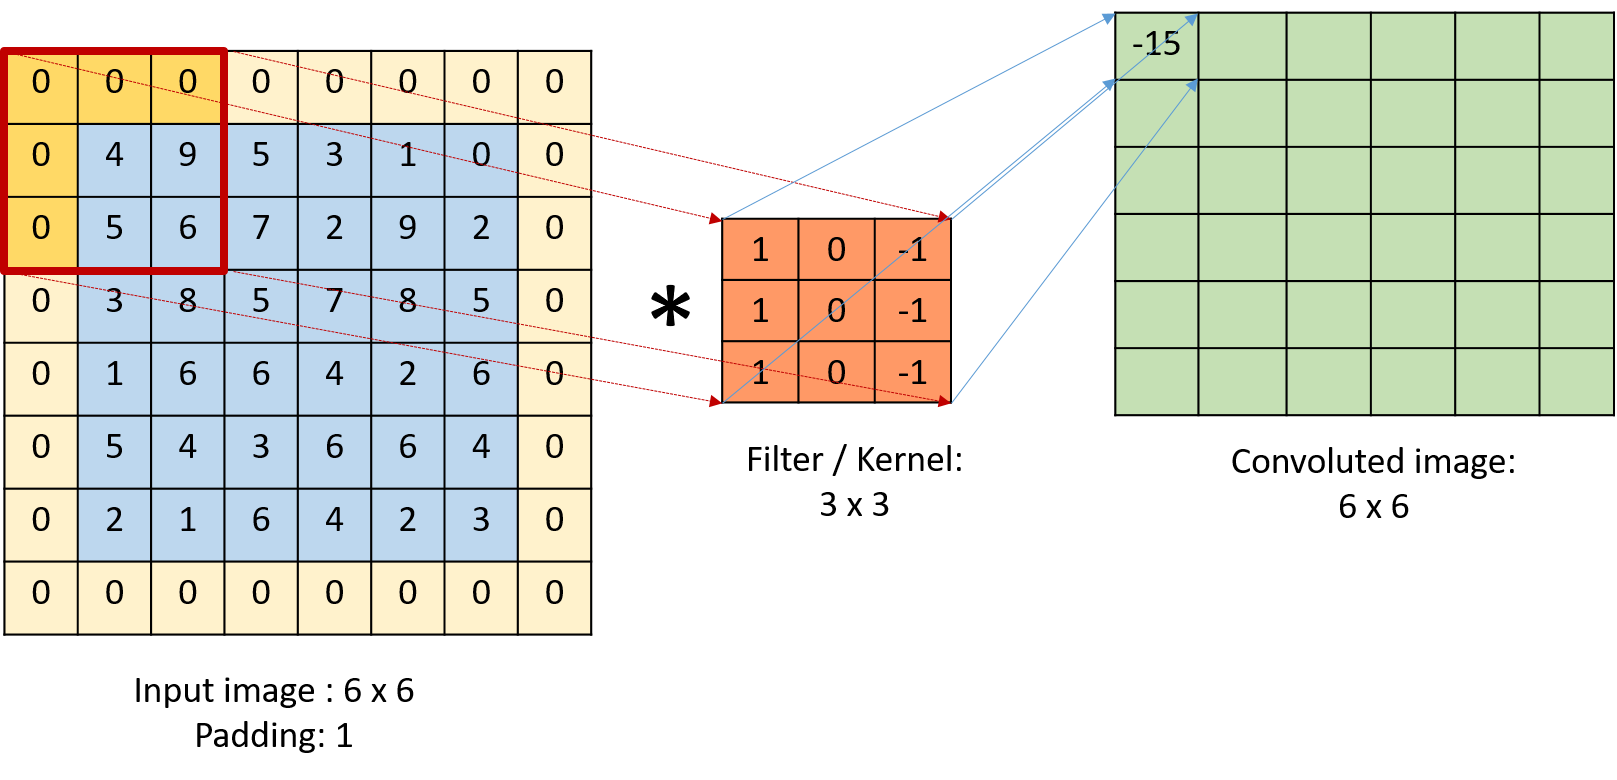 0 0 0 0 0 0 0 0
0 4 9 5 3 1 0 0
0 5 6 7 2 9 2 0
0 3 8 5 7 8 5 0
0 1 6 6 4 2 6 0
0 5 4 3 6 6 4 0
0 2 1 6 4 2 3 0
0 0 0 0 0 0 0 0
Input image : 6 x 6
Padding: 1
*
1 0 -1
1 0 -1
1 0 -1
Filter / Kernel:
3 x 3
-15
Convoluted image:
6 x 6